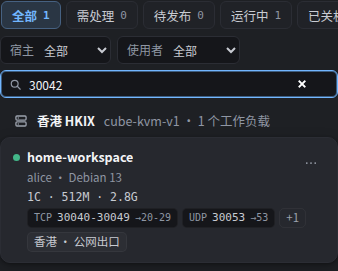 全部 1 需处理 0 待发布 0 运行中 1
宿主 全部 使用者 全部
30042
香港 HKIX cube-kvm-v1 • 1 个工作负载
home-workspace
alice • Debian 13
1C · 512M · 2.8G
TCP 30040-30049 →20-29 UDP 30053 →53 +1
香港 • 公网出口